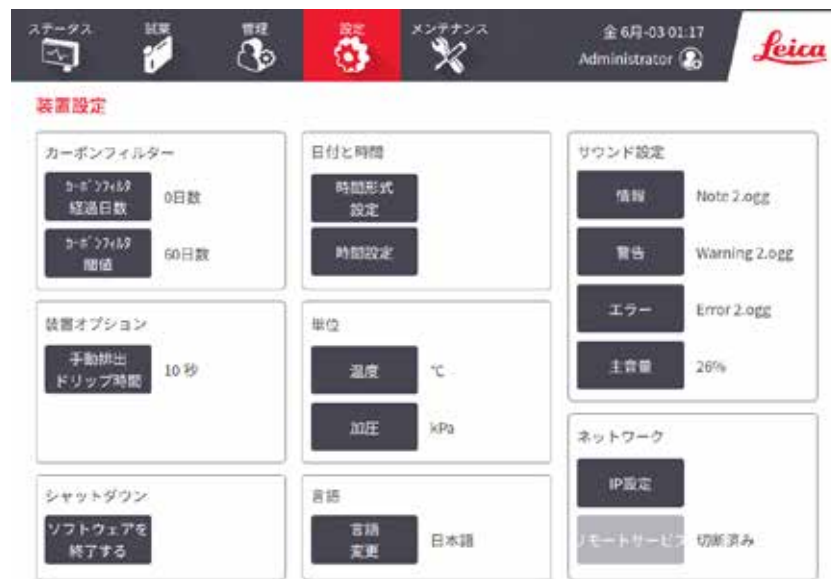 ステータス
試薬
管理
設定
メンテナンス
金 6月-03 01:17
Administrator
Leica
装置設定
カーボンフィルター
ｶｰﾎﾞﾝﾌｨﾙﾀ
経過日数
0日数
ｶｰﾎﾞﾝﾌｨﾙﾀ
閾値
60日数
日付と時間
時間形式
設定
時間設定
サウンド設定
情報
Note 2.ogg
警告
Warning 2.ogg
エラー
Error 2.ogg
主音量
26%
装置オプション
手動排出
ドリップ時間
10 秒
単位
温度
℃
加圧
kPa
ネットワーク
IP設定
リモートサービス
切断済み
シャットダウン
ソフトウェアを
終了する
言語
言語
変更
日本語